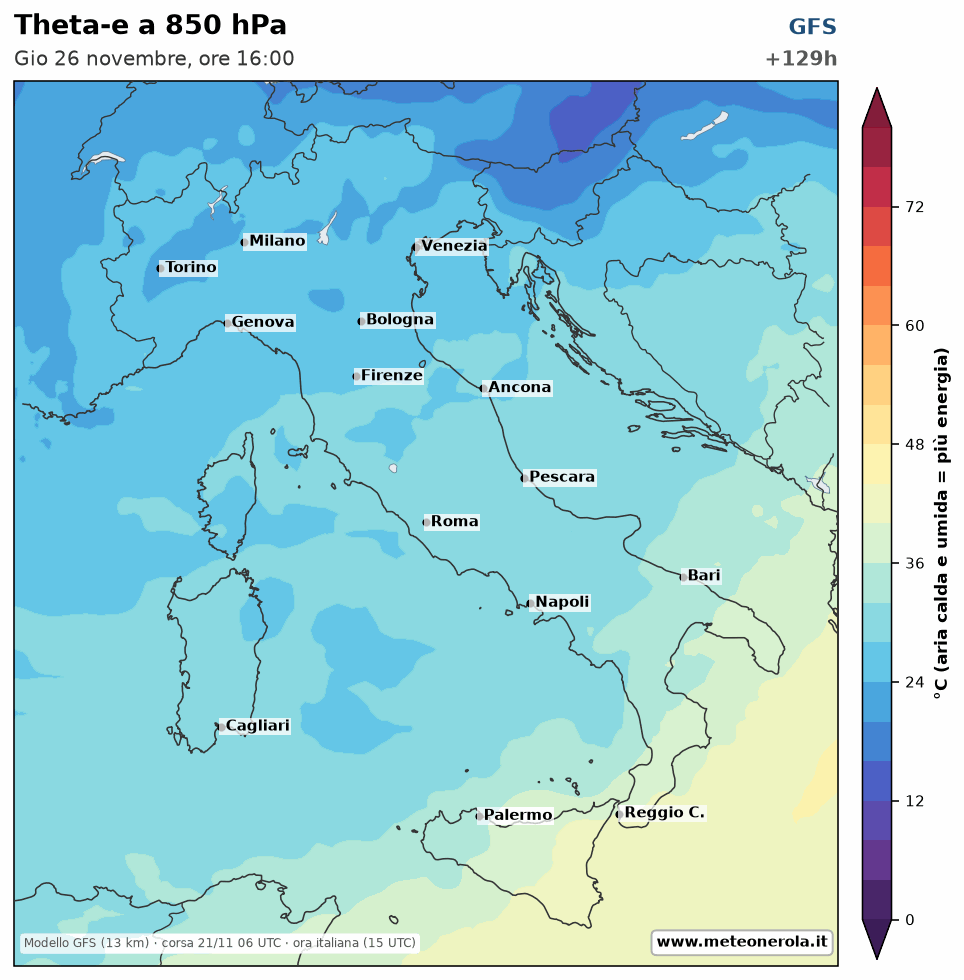 Theta-e a 850 hPa
GFS
Gio 26 novembre, ore 16:00
+129h
Milano
Venezia
Torino
Genova
Bologna
Firenze
Ancona
Pescara
Roma
Bari
Napoli
Cagliari
Palermo
Reggio C.
72
60
48
36
24
12
0
°C (aria calda e umida = più energia)
Modello GFS (13 km) · corsa 21/11 06 UTC · ora italiana (15 UTC)
www.meteonerola.it